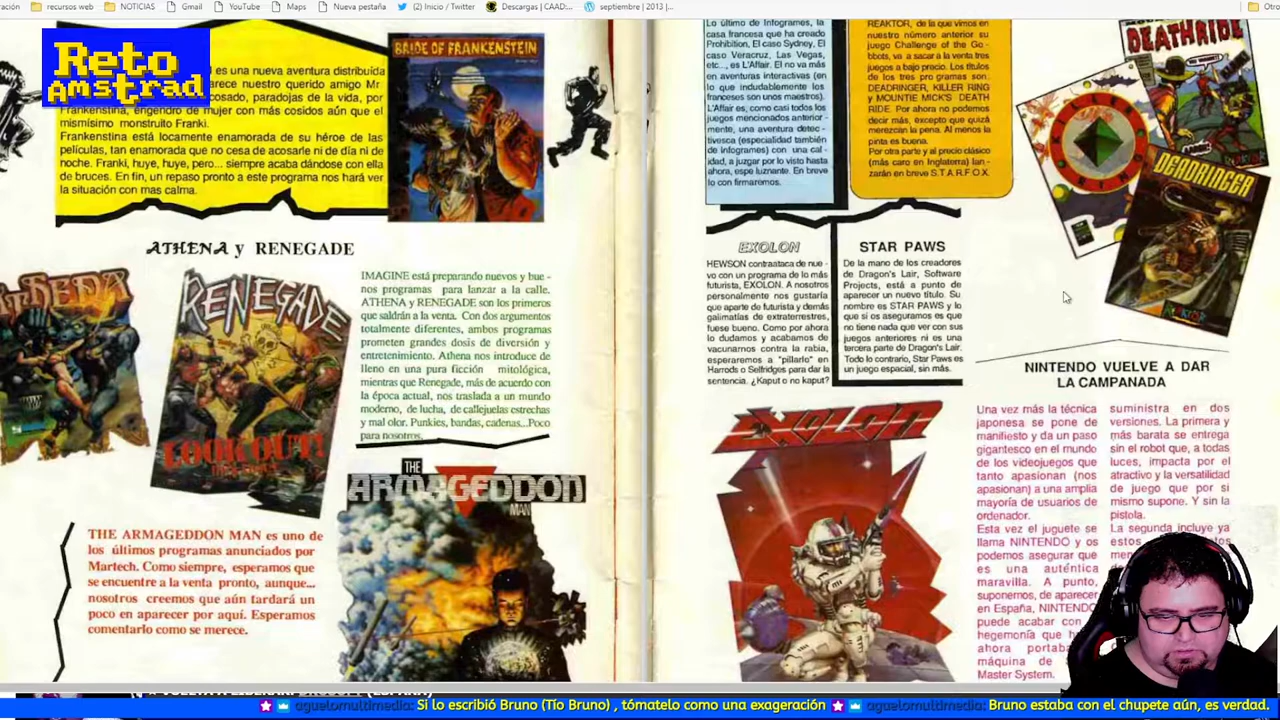 ración
recursos web
NOTICIAS
Gmail
YouTube
Maps
Nueva pestaña
(2) Inicio / Twitter
Descargas | CAAD:...
septiembre | 2013 |...
Otro
Reto
Amstrad
es una nueva aventura distribuida
arece nuestro querido amigo Mr
cosado, paradojas de la vida, por
Frankenstina, engendro de mujer con más cosidos aún que el
mismísimo monstruito Franki.
Frankenstina está locamente enamorada de su héroe de las
películas, tan enamorada que no cesa de acosarle ni de día ni de
noche. Franki, huye, huye, pero... siempre acaba dándose con ella
de bruces. En fin, un repaso pronto a este programa nos hará ver
la situación con mas calma.
BRIDE OF FRANKENSTEIN
ATHENA y RENEGADE
RENEGADE
LOOK OUT!
IMAGINE está preparando nuevos y bue -
nos programas para lanzar a la calle.
ATHENA y RENEGADE son los primeros
que saldrán a la venta. Con dos argumentos
totalmente diferentes, ambos programas
prometen grandes dosis de diversión y
entretenimiento. Athena nos introduce de
lleno en una pura ficción mitológica,
mientras que Renegade, más de acuerdo con
la época actual, nos traslada a un mundo
moderno, de lucha, de callejuelas estrechas
y mal olor. Punkies, bandas, cadenas...Poco
para nosotros.
THE
ARMAGEDDON
MAN
THE ARMAGEDDON MAN es uno de
los últimos programas anunciados por
Martech. Como siempre, esperamos que
se encuentre a la venta pronto, aunque...
nosotros creemos que aún tardará un
poco en aparecer por aquí. Esperamos
comentarlo como se merece.
Lo último de Infogrames, la
casa francesa que ha creado
Prohibition, El caso Sydney, El
caso Veracruz, Las Vegas,
etc..., es L'Affair. El no va más
en aventuras interactivas (en
lo que indudablemente los
franceses son unos maestros).
L'Affair es, como casi todos los
juegos mencionados anterior -
mente, una aventura detec -
tivesca (especialidad también
de Infogrames) con una cal -
idad, a juzgar por lo visto hasta
ahora, espe luznante. En breve
lo con firmaremos.
REAKTOR, de la que vimos en
nuestro número anterior su
juego Challenge of the Go -
bbots, va a sacar a la venta tres
juegos a bajo precio. Los títulos
de los tres pro gramas son:
DEADRINGER, KILLER RING
y MOUNTIE MICK'S DEATH
RIDE. Por ahora no podemos
decir más, excepto que quizá
merezcan la pena. Al menos la
pinta es buena.
Por otra parte y al precio clásico
(más caro en Inglaterra) lan -
zarán en breve S.T.A.R.F.O.X.
DEATHRIDE
DEADRINGER
EXOLON
HEWSON contraataca de nue -
vo con un programa de lo más
futurista, EXOLON. A nosotros
personalmente nos gustaría
que aparte de futurista y demás
galimatías de extraterrestres,
fuese bueno. Como por ahora
lo dudamos y acabamos de
vacunarnos contra la rabia,
esperaremos a "pillarlo" en
Harrods o Selfridges para dar la
sentencia. ¿Kaput o no kaput?
STAR PAWS
De la mano de los creadores
de Dragon's Lair, Software
Projects, está a punto de
aparecer un nuevo título. Su
nombre es STAR PAWS y lo
que si os aseguramos es que
no tiene nada que ver con sus
juegos anteriores ni es una
tercera parte de Dragon's Lair.
Todo lo contrario, Star Paws es
un juego espacial, sin más.
EXOLON
NINTENDO VUELVE A DAR
LA CAMPANADA
Una vez más la técnica
japonesa se pone de
manifiesto y da un paso
gigantesco en el mundo
de los videojuegos que
tanto apasionan (nos
apasionan) a una amplia
mayoría de usuarios de
ordenador.
Esta vez el juguete se
llama NINTENDO y os
podemos asegurar que
es una auténtica
maravilla. A punto,
suponemos, de aparecer
en España, NINTENDO
puede acabar con
hegemonía que
ahora portaba
máquina de
Master System.
suministra en dos
versiones. La primera y
más barata se entrega
sin el robot que, a todas
luces, impacta por el
atractivo y la versatilidad
de juego que por si
mismo supone. Y sin la
pistola.
La segunda incluye ya
estos
aguelomultimedia: Sí lo escribió Bruno (Tío Bruno) , tómatelo como una exageración
aguelomultimedia: Bruno estaba con el chupete aún, es verdad.